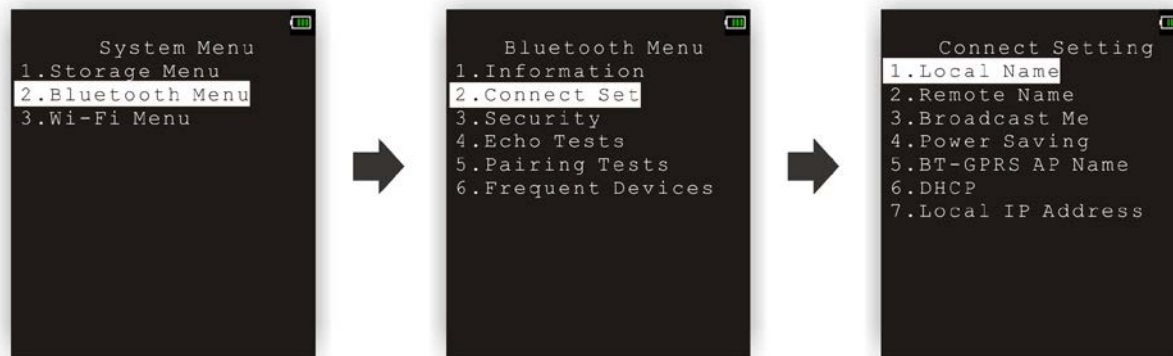 System Menu
1.Storage Menu
2.Bluetooth Menu
3.Wi-Fi Menu
Bluetooth Menu
1.Information
2.Connect Set
3.Security
4.Echo Tests
5.Pairing Tests
6.Frequent Devices
Connect Setting
1.Local Name
2.Remote Name
3.Broadcast Me
4.Power Saving
5.BT-GPRS AP Name
6.DHCP
7.Local IP Address